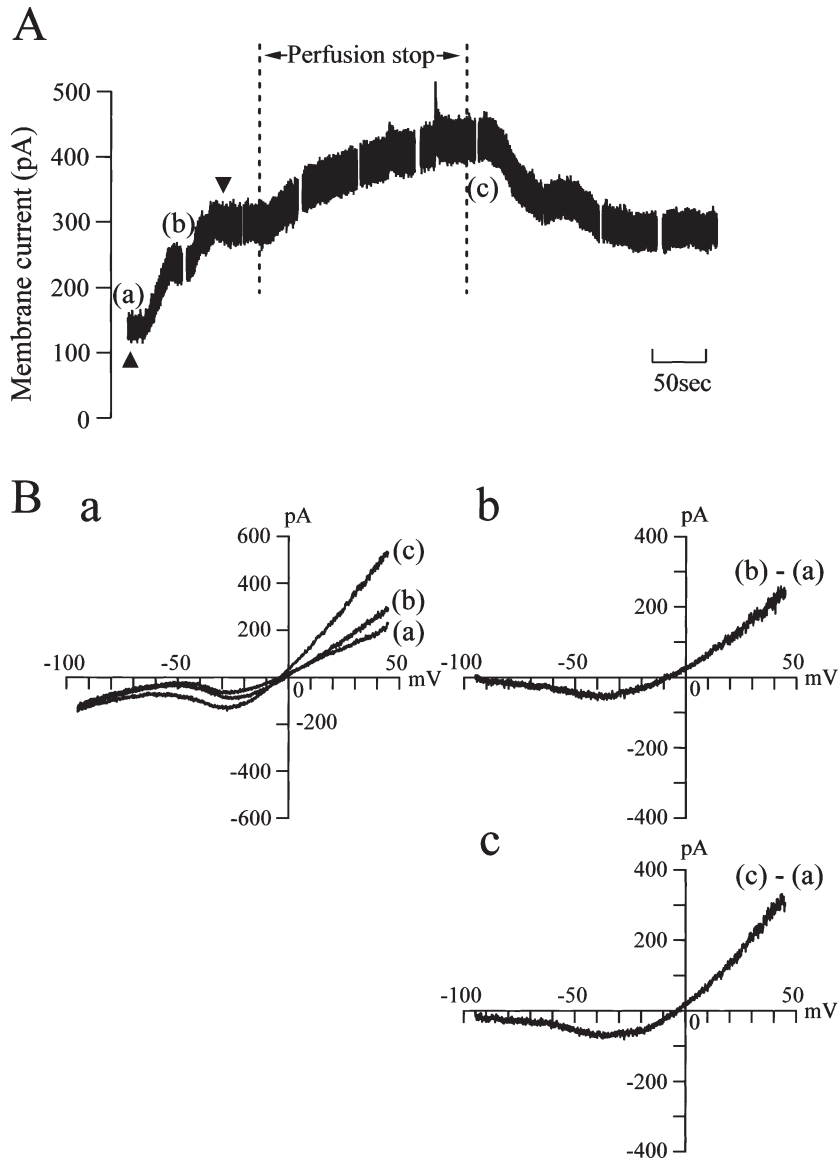 A
Perfusion stop
Membrane current (pA)
500
400
300
200
100
0
(a)
(b)
(c)
50sec
B
a
pA
600
400
200
-100
-50
0
50
mV
-200
-400
-600
(c)
(b)
(a)
b
pA
400
200
(b) - (a)
-100
-50
0
50
mV
-200
-400
c
pA
400
200
(c) - (a)
-100
-50
0
50
mV
-200
-400